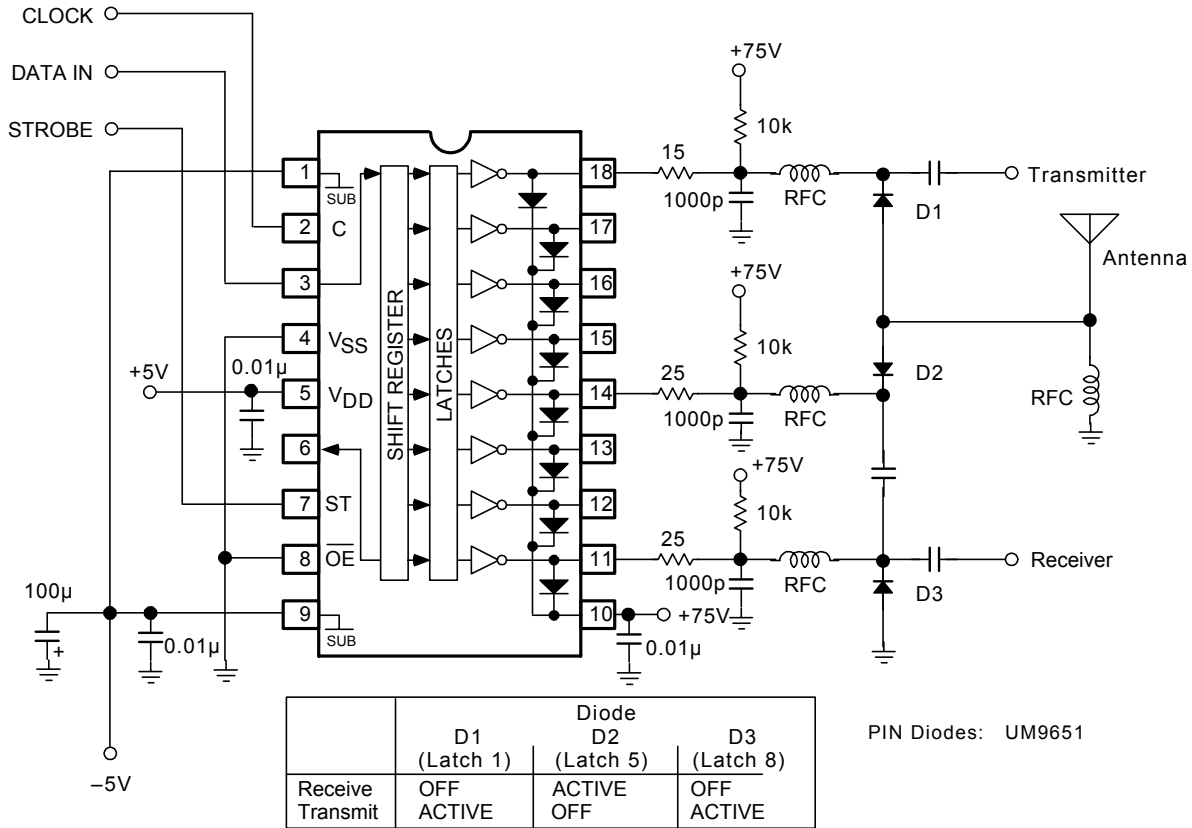 CLOCK
DATA IN
STROBE
+75V
10k
15
1000p
RFC
D1
Transmitter
Antenna
RFC
1 SUB
2 C
3
4 VSS
5 VDD
6
7 ST
8 OE
9 SUB
SHIFT REGISTER
LATCHES
18
17
16
15
14
13
12
11
10
+75V
10k
25
1000p
RFC
D2
+75V
10k
25
1000p
RFC
D3
Receiver
+75V
0.01µ
+5V
0.01µ
100µ
+
0.01µ
–5V
Diode
D1 D2 D3
(Latch 1) (Latch 5) (Latch 8)
Receive OFF ACTIVE OFF
Transmit ACTIVE OFF ACTIVE
PIN Diodes: UM9651